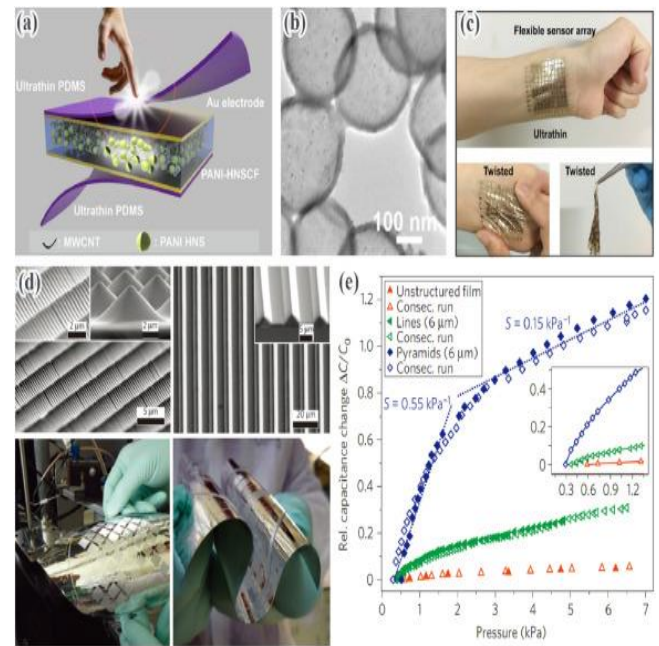 (a)
Ultrathin PDMS
Au electrode
PANI-HNSCF
Ultrathin PDMS
MWCNT
: PANI HNS
(b)
100 nm
(c)
Flexible sensor array
Ultrathin
Twisted
Twisted
(d)
2 µm
2 µm
5 µm
5 µm
20 µm
(e)
Unstructured film
Consec. run
Lines (6 µm)
Consec. run
Pyramids (6 µm)
Consec. run
S = 0.15 kPa⁻¹
S = 0.55 kPa⁻¹
Rel. capacitance change ΔC/C₀
1.2
1.0
0.8
0.6
0.4
0.2
0
0.4
0.2
0
0.3 0.6 0.9 1.2
0 1 2 3 4 5 6 7
Pressure (kPa)